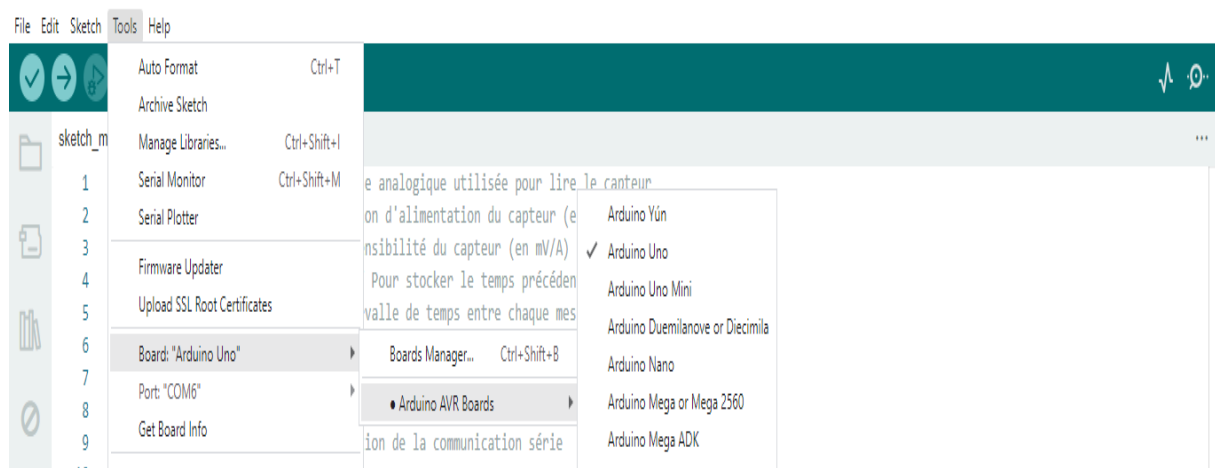 File Edit Sketch Tools Help
Auto Format Ctrl+T
Archive Sketch
sketch_m
Manage Libraries... Ctrl+Shift+I
1 Serial Monitor Ctrl+Shift+M e analogique utilisée pour lire le capteur
2 Serial Plotter on d'alimentation du capteur (e Arduino Yún
3 nsibilité du capteur (en mV/A) ✓ Arduino Uno
Firmware Updater
4 Pour stocker le temps précéden Arduino Uno Mini
5 Upload SSL Root Certificates valle de temps entre chaque mes
Arduino Duemilanove or Diecimila
6 Board: "Arduino Uno" Boards Manager... Ctrl+Shift+B
Arduino Nano
7
Port: "COM6"
8 • Arduino AVR Boards Arduino Mega or Mega 2560
9 Get Board Info ion de la communication série Arduino Mega ADK